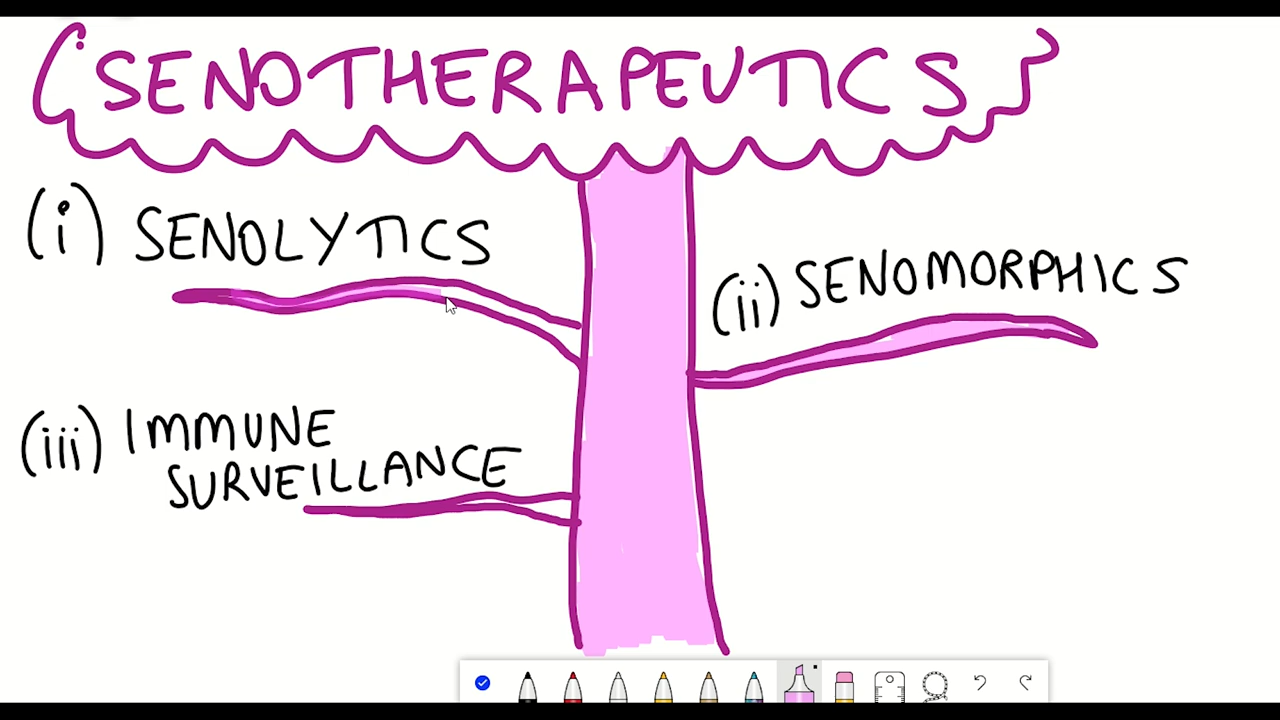 SENOTHERAPEUTICS
(i) SENOLYTICS
(ii) SENOMORPHICS
(iii) IMMUNE
SURVEILLANCE